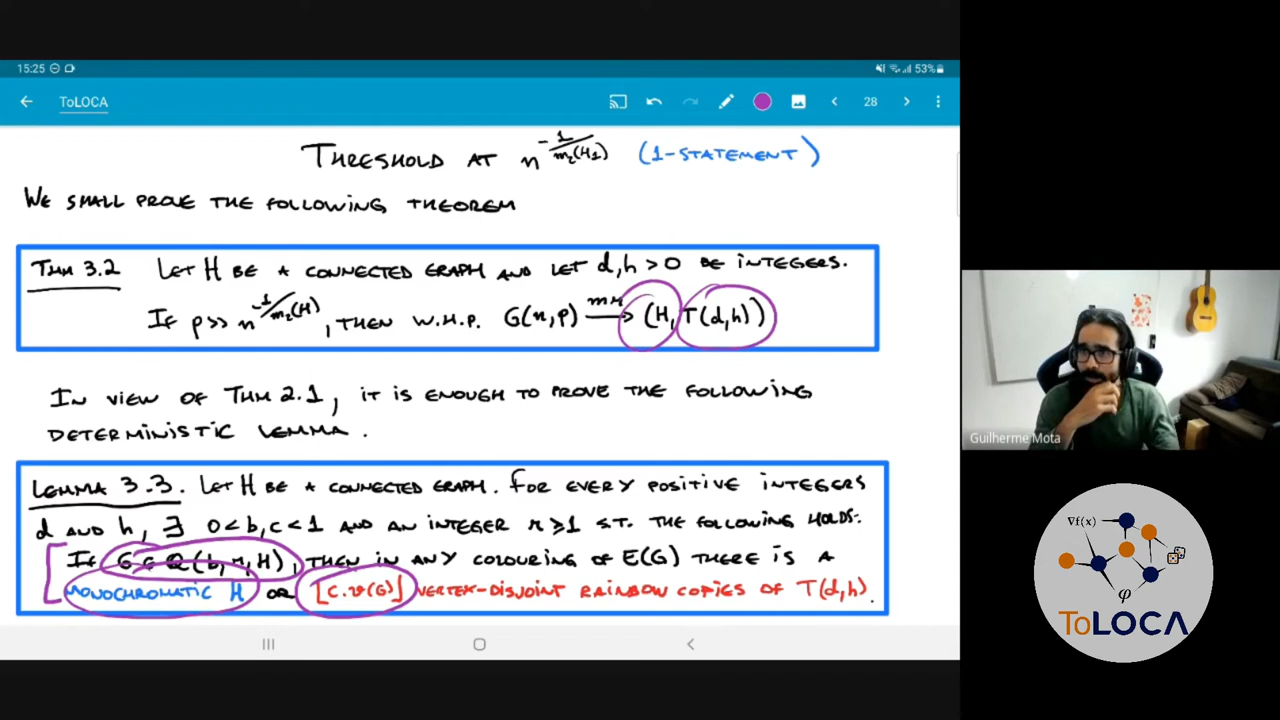 15:25
53%
ToLOCA
28
THRESHOLD AT n^{-1/m₂(H₁)} (1-STATEMENT)
WE SHALL PROVE THE FOLLOWING THEOREM
THM 3.2 LET H BE A CONNECTED GRAPH AND LET d,h > 0 BE INTEGERS.
IF p >> n^{-1/m₂(H)}, THEN W.H.P. G(n,p) → (H, T(d,h))
IN VIEW OF THM 2.1, IT IS ENOUGH TO PROVE THE FOLLOWING
DETERMINISTIC LEMMA.
LEMMA 3.3. LET H BE A CONNECTED GRAPH. FOR EVERY POSITIVE INTEGERS
d AND h, ∃ 0<b,c<1 AND AN INTEGER r⩾1 S.T. THE FOLLOWING HOLDS:
IF G ∈ Q(b,r,H), THEN IN ANY COLOURING OF E(G) THERE IS A
MONOCHROMATIC H OR ⌊c.v(G)⌋ VERTEX-DISJOINT RAINBOW COPIES OF T(d,h).
Guilherme Mota
∇f(x)
φ
ToLOCA